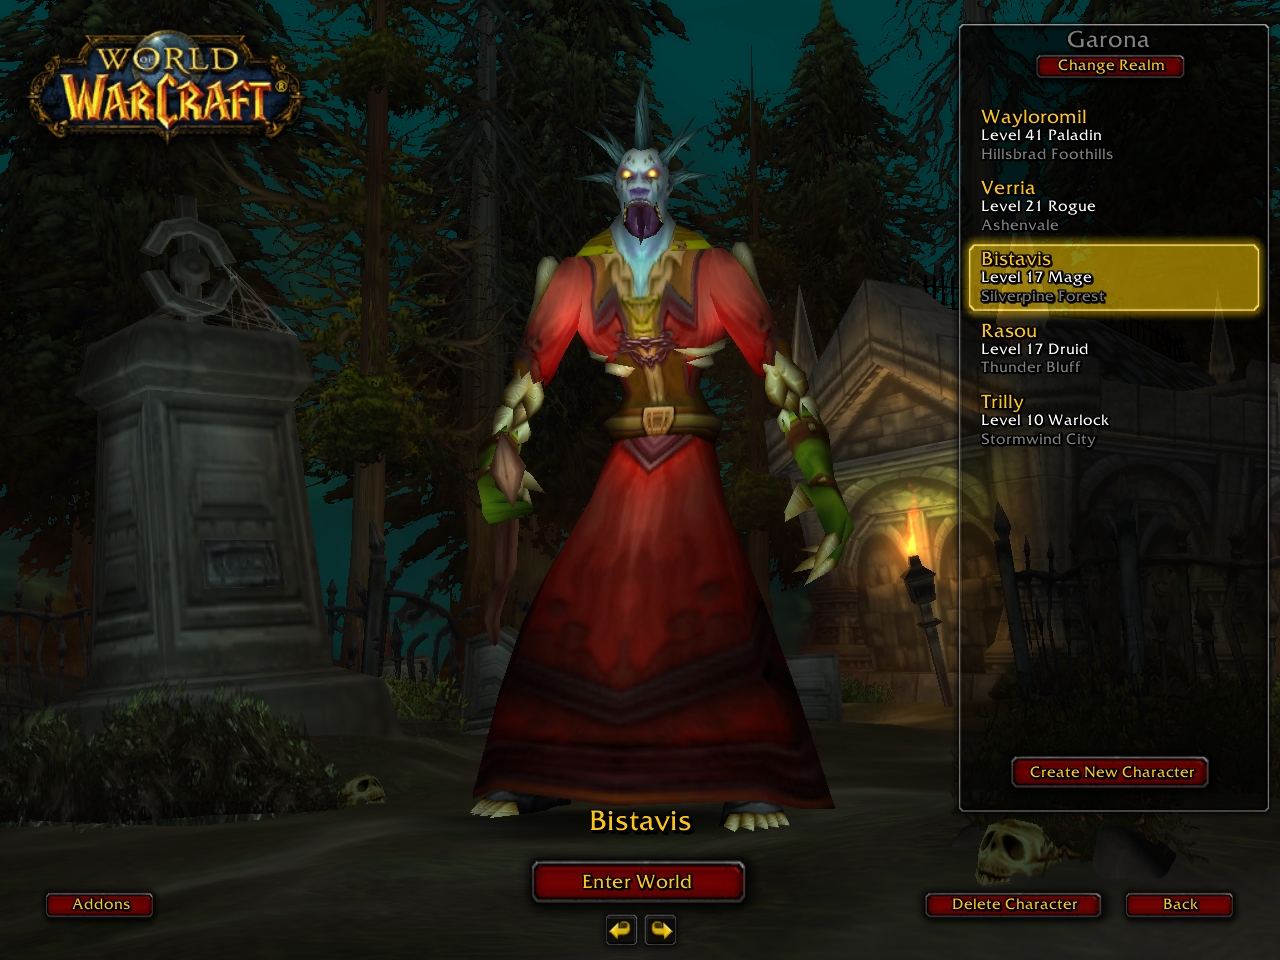 WORLD
OF
WARCRAFT®
Garona
Change Realm
Wayloromil
Level 41 Paladin
Hillsbrad Foothills
Verria
Level 21 Rogue
Ashenvale
Bistavis
Level 17 Mage
Silverpine Forest
Rasou
Level 17 Druid
Thunder Bluff
Trilly
Level 10 Warlock
Stormwind City
Create New Character
Bistavis
Enter World
Addons
Delete Character
Back